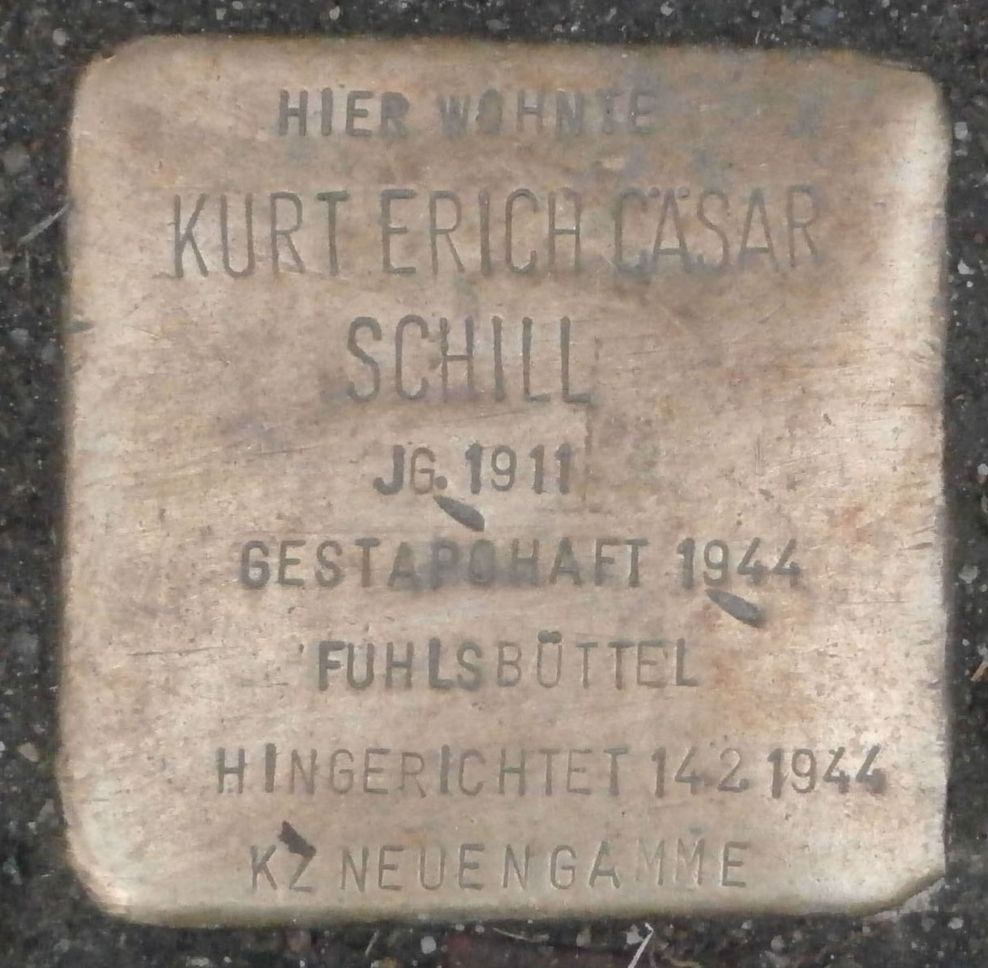 HIER WOHNTE
KURT ERICH CÄSAR
SCHILL
JG. 1911
GESTAPOHAFT 1944
FUHLSBÜTTEL
HINGERICHTET 14.2.1944
KZ NEUENGAMME